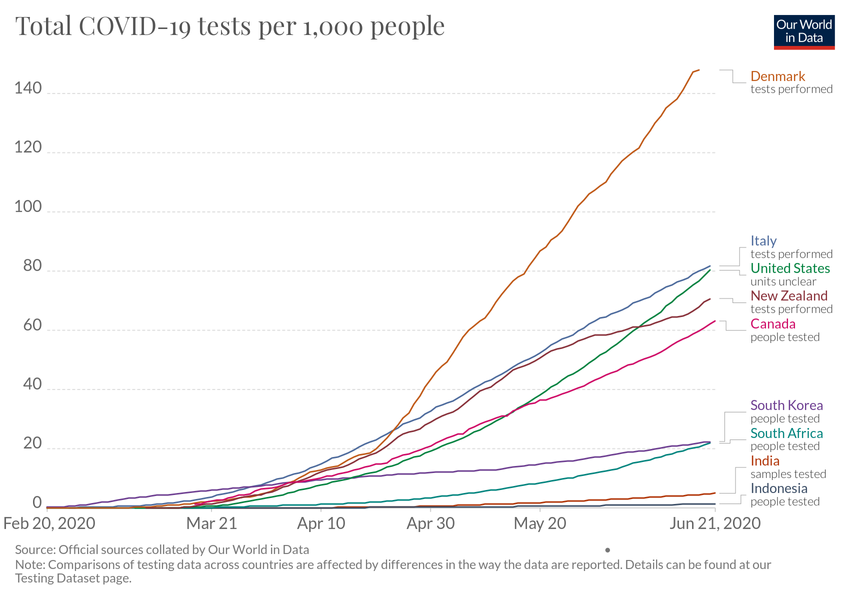 Total COVID-19 tests per 1,000 people
Our World
in Data
140
120
100
80
60
40
20
0
Feb 20, 2020
Mar 21
Apr 10
Apr 30
May 20
Jun 21, 2020
Denmark
tests performed
Italy
tests performed
United States
units unclear
New Zealand
tests performed
Canada
people tested
South Korea
people tested
South Africa
people tested
India
samples tested
Indonesia
people tested
Source: Official sources collated by Our World in Data
Note: Comparisons of testing data across countries are affected by differences in the way the data are reported. Details can be found at our
Testing Dataset page.